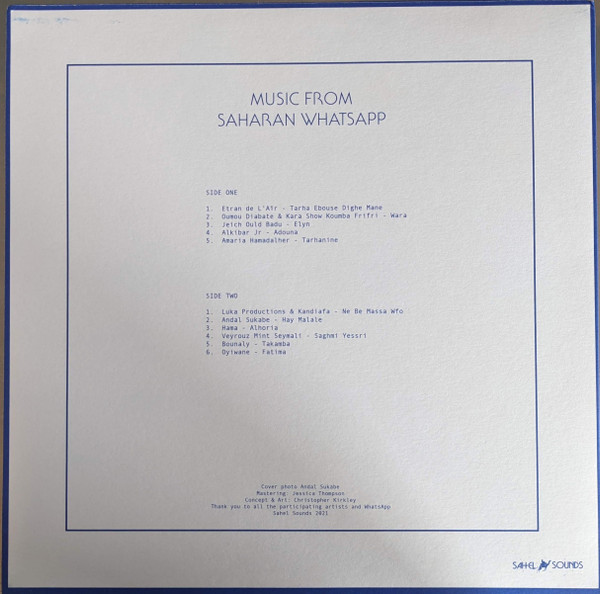 MUSIC FROM
SAHARAN WHATSAPP
SIDE ONE
1. Etran de L'Aïr - Tarha Ebouse Dighe Mane
2. Oumou Diabate & Kara Show Koumba Frifri - Wara
3. Jeich Ould Badu - Elyn
4. Alkibar Jr - Adouna
5. Amaria Hamadalher - Tarhanine
SIDE TWO
1. Luka Productions & Kandiafa - Ne Be Massa Wfo
2. Andal Sukabe - Hay Malale
3. Hama - Alhoria
4. Veyrouz Mint Seymali - Saghmi Yessri
5. Bounaly - Takamba
6. Oyiwane - Fatima
Cover photo Andal Sukabe
Mastering: Jessica Thompson
Concept & Art: Christopher Kirkley
Thank you to all the participating artists and WhatsApp
Sahel Sounds 2021
SAHEL SOUNDS